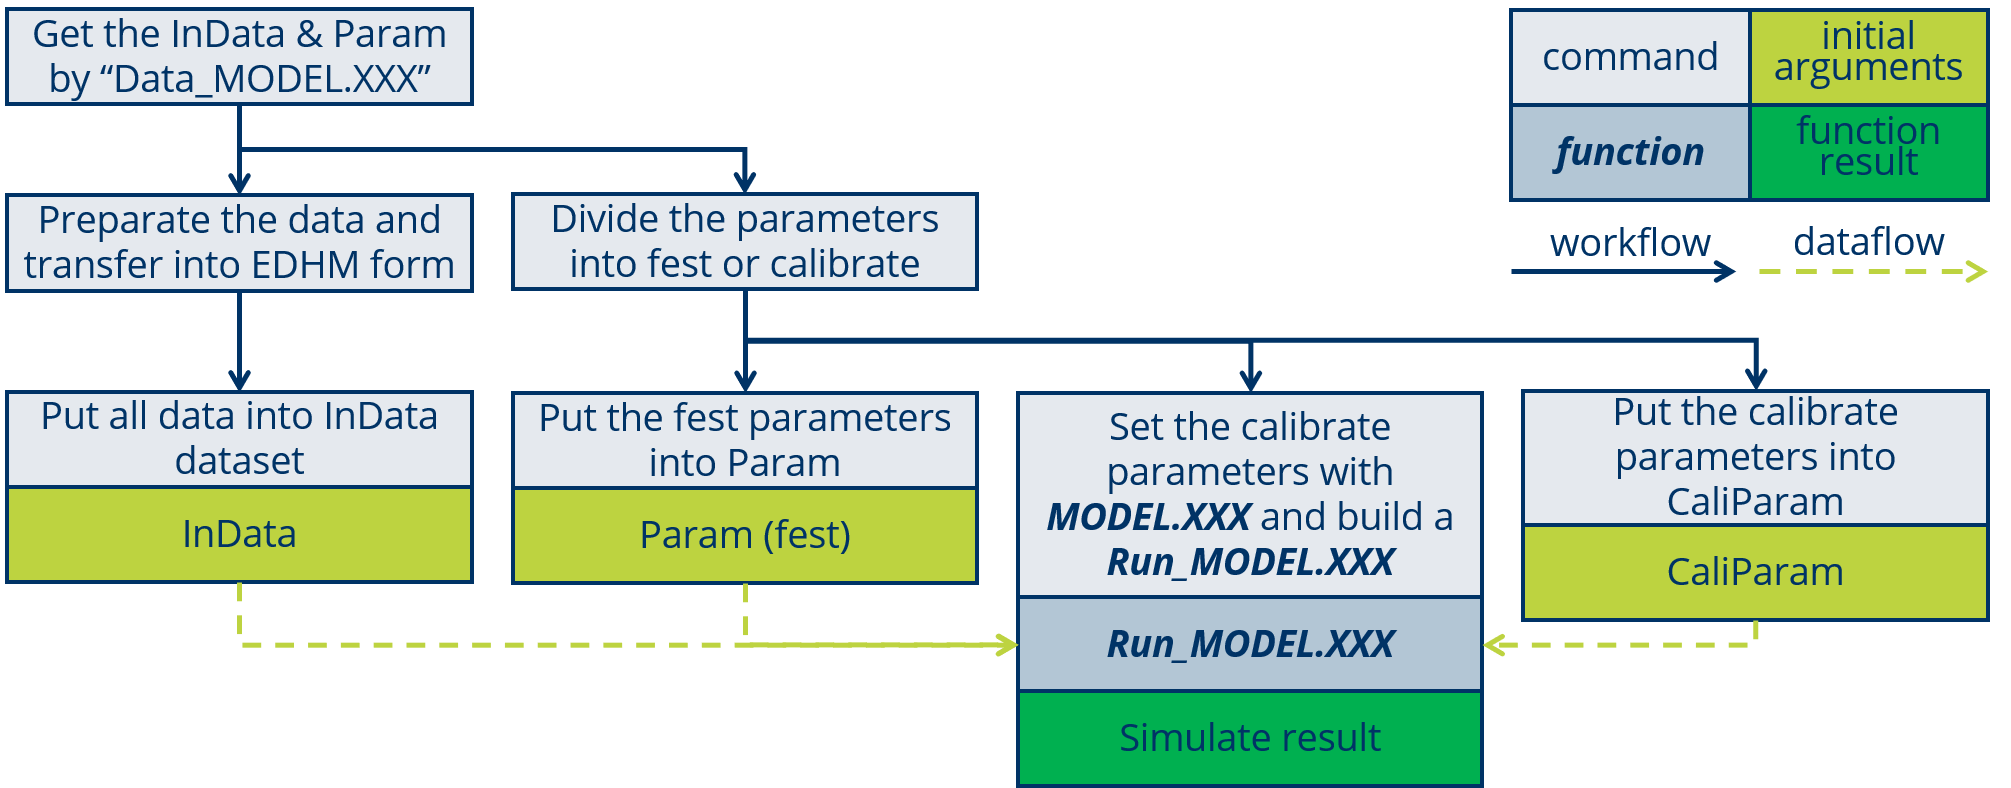 Get the InData & Param
by “Data_MODEL.XXX”
command
initial
arguments
function
function
result
workflow
dataflow
Preparate the data and
transfer into EDHM form
Divide the parameters
into fest or calibrate
Put all data into InData
dataset
InData
Put the fest parameters
into Param
Param (fest)
Set the calibrate
parameters with
MODEL.XXX and build a
Run_MODEL.XXX
Run_MODEL.XXX
Simulate result
Put the calibrate
parameters into
CaliParam
CaliParam